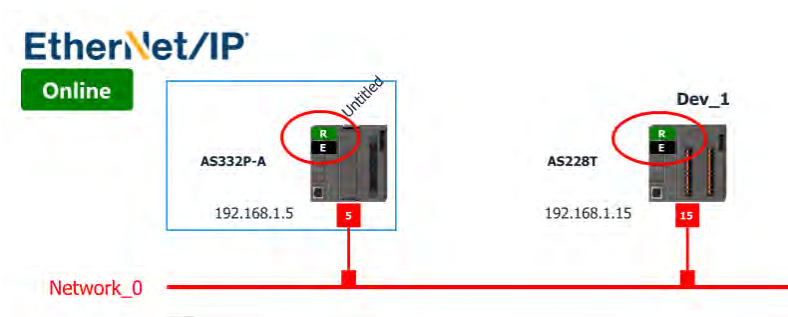 EtherNet/IP
Online
Untitled
Dev_1
R
E
R
E
AS332P-A
AS228T
192.168.1.5
5
192.168.1.15
15
Network_0